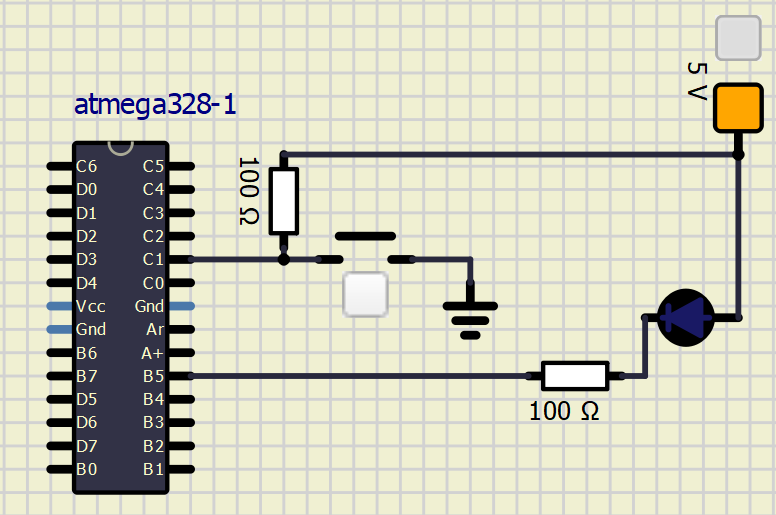 5 V
atmega328-1
100 Ω
C6 C5
D0 C4
D1 C3
D2 C2
D3 C1
D4 C0
Vcc Gnd
Gnd Ar
B6 A+
B7 B5
D5 B4
D6 B3
D7 B2
B0 B1
100 Ω